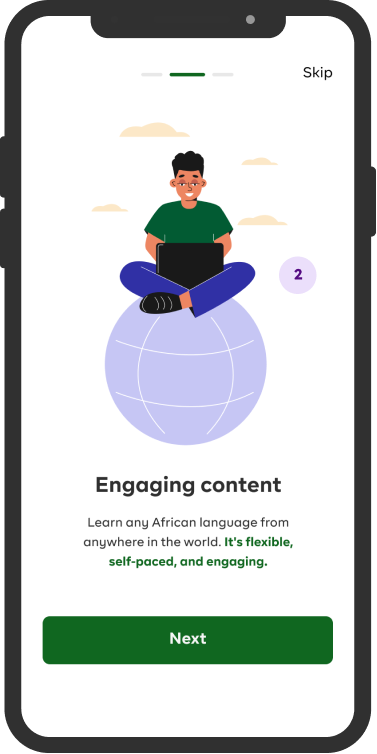 Skip
2
Engaging content
Learn any African language from
anywhere in the world. It's flexible,
self-paced, and engaging.
Next